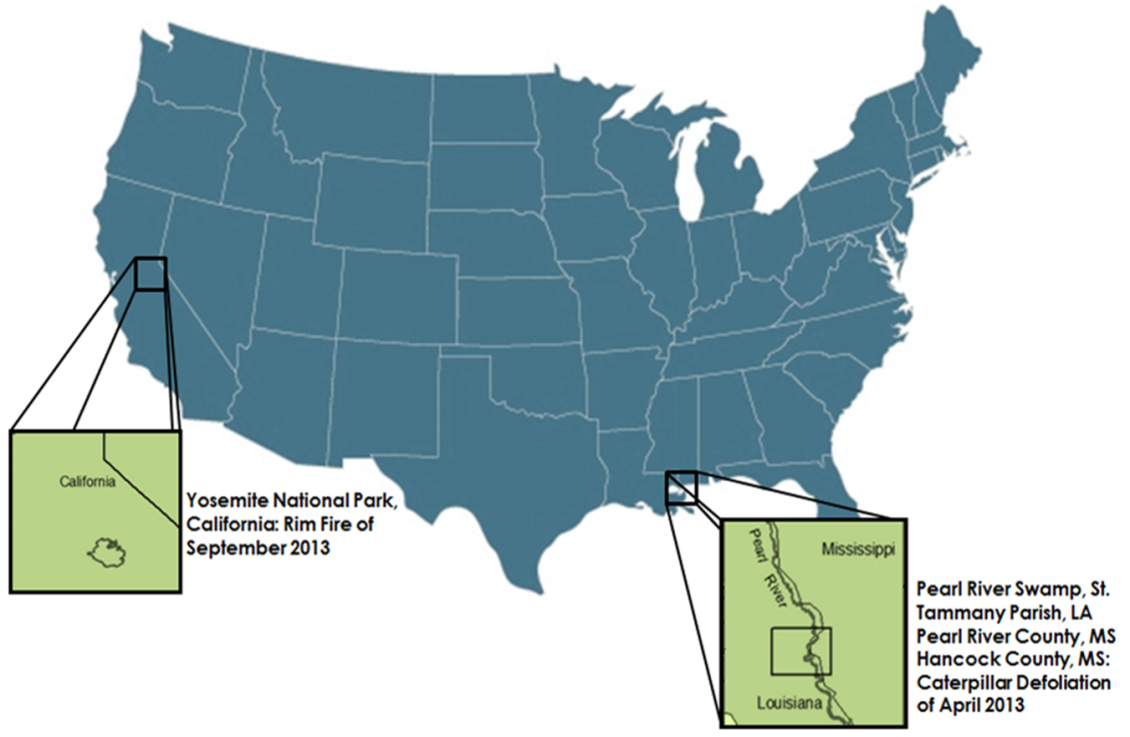 California
Yosemite National Park,
California: Rim Fire of
September 2013
Pearl River
Mississippi
Louisiana
Pearl River Swamp, St.
Tammany Parish, LA
Pearl River County, MS
Hancock County, MS:
Caterpillar Defoliation
of April 2013